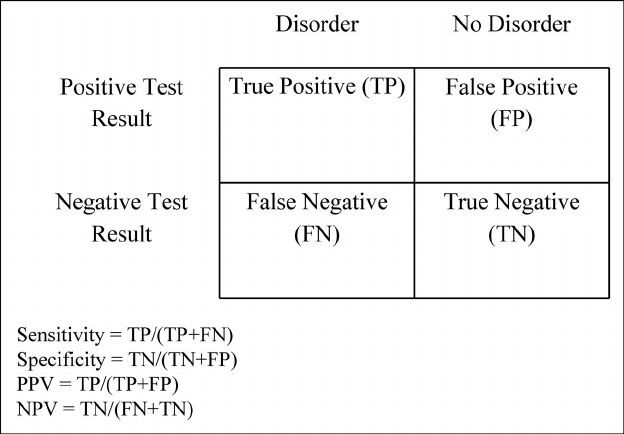 Disorder No Disorder
Positive Test Result
True Positive (TP)
False Positive (FP)
Negative Test Result
False Negative (FN)
True Negative (TN)
Sensitivity = TP/(TP+FN)
Specificity = TN/(TN+FP)
PPV = TP/(TP+FP)
NPV = TN/(FN+TN)